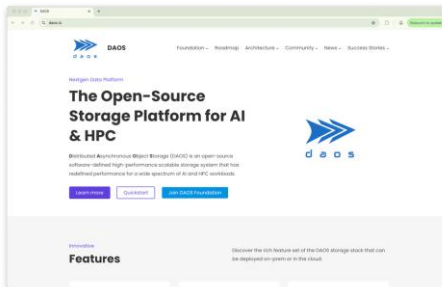 DAOS
daos.io
daos
DAOS
Foundation
Roadmap
Architecture
Community
News
Success Stories
Nextgen Data Platform
The Open-Source
Storage Platform for AI
& HPC
Distributed Asynchronous Object Storage (DAOS) is an open-source
software-defined high-performance scalable storage system that has
redefined performance for a wide spectrum of AI and HPC workloads.
Learn more
Quickstart
Join DAOS Foundation
daos
Innovative
Features
Discover the rich feature set of the DAOS storage stack that can
be deployed on-prem or in the cloud.